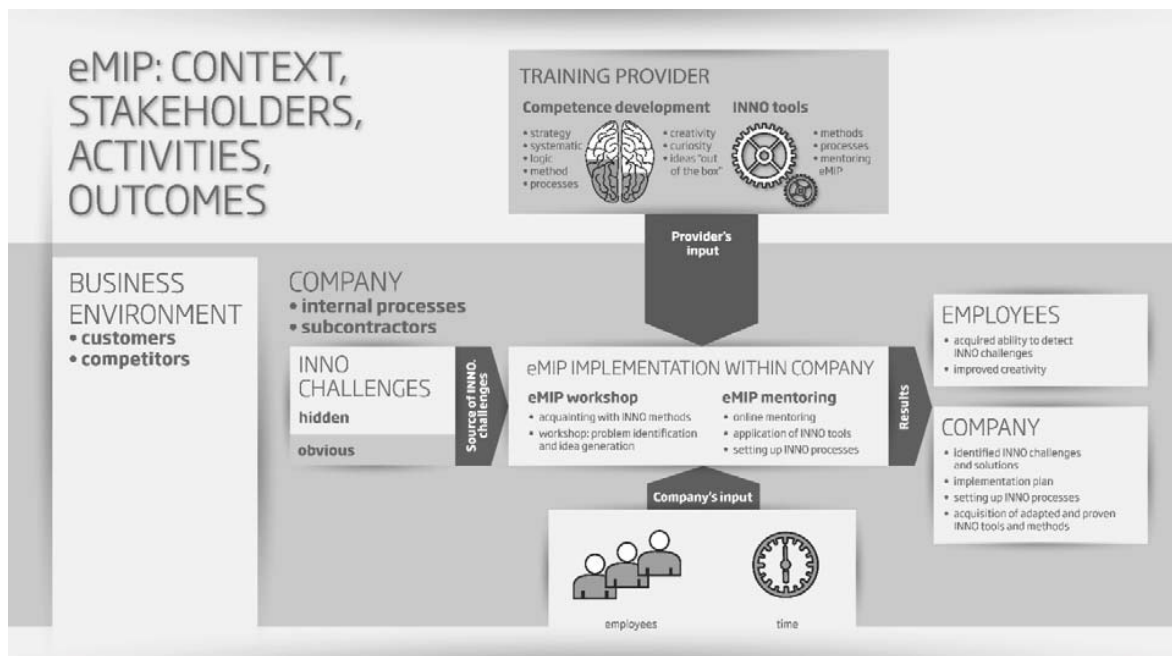 eMIP: CONTEXT,
STAKEHOLDERS,
ACTIVITIES,
OUTCOMES
TRAINING PROVIDER
Competence development
• strategy
• systematic
• logic
• method
• processes
• creativity
• curiosity
• ideas "out
of the box"
INNO tools
• methods
• processes
• mentoring
eMIP
Provider's
input
BUSINESS
ENVIRONMENT
• customers
• competitors
COMPANY
• internal processes
• subcontractors
INNO
CHALLENGES
hidden
obvious
Source of INNO.
challenges
eMIP IMPLEMENTATION WITHIN COMPANY
eMIP workshop
• acquainting with INNO methods
• workshop: problem identification
and idea generation
eMIP mentoring
• online mentoring
• application of INNO tools
• setting up INNO processes
Results
EMPLOYEES
• acquired ability to detect
INNO challenges
• improved creativity
COMPANY
• identified INNO challenges
and solutions
• implementation plan
• setting up INNO processes
• acquisition of adapted and proven
INNO tools and methods
Company's input
employees
time